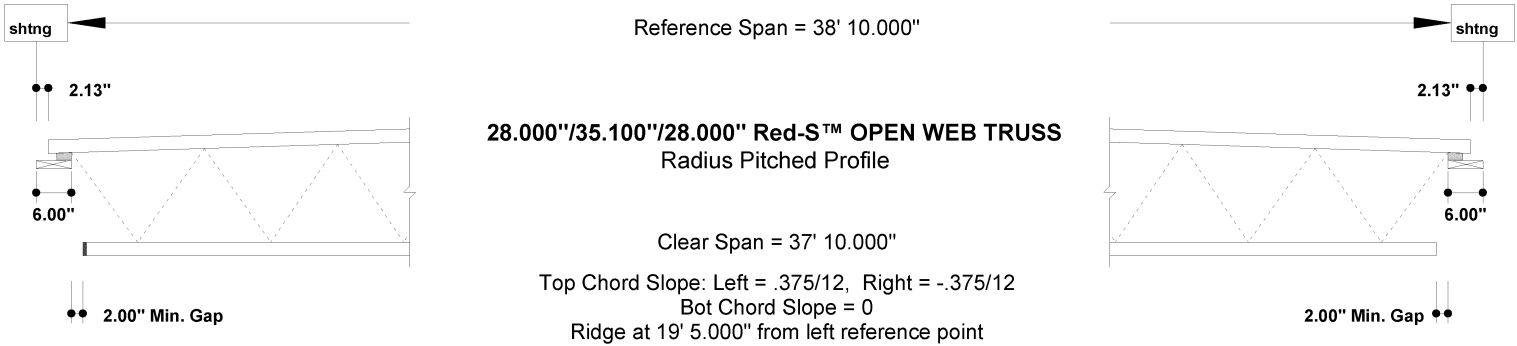 shtng
Reference Span = 38' 10.000"
shtng
2.13"
2.13"
28.000"/35.100"/28.000" Red-S™ OPEN WEB TRUSS
Radius Pitched Profile
6.00"
6.00"
Clear Span = 37' 10.000"
Top Chord Slope: Left = .375/12, Right = -.375/12
Bot Chord Slope = 0
2.00" Min. Gap
2.00" Min. Gap
Ridge at 19' 5.000" from left reference point